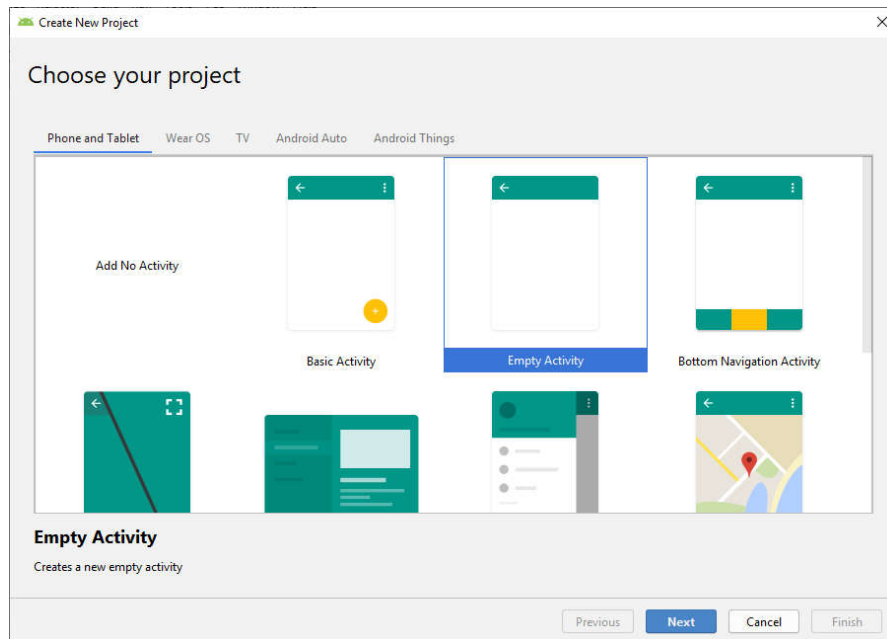 Create New Project
Choose your project
Phone and Tablet Wear OS TV Android Auto Android Things
Add No Activity
Basic Activity
Empty Activity
Bottom Navigation Activity
Empty Activity
Creates a new empty activity
Previous Next Cancel Finish